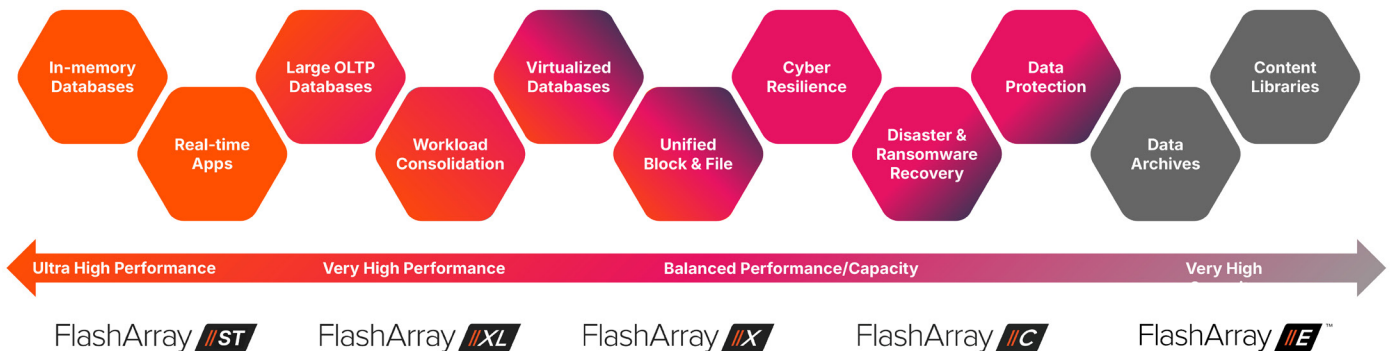 In-memory
Databases
Real-time
Apps
Large OLTP
Databases
Workload
Consolidation
Virtualized
Databases
Unified
Block & File
Cyber
Resilience
Disaster &
Ransomware
Recovery
Data
Protection
Data
Archives
Content
Libraries
Ultra High Performance
Very High Performance
Balanced Performance/Capacity
Very High
FlashArray //ST
FlashArray //XL
FlashArray //X
FlashArray //C
FlashArray //E™